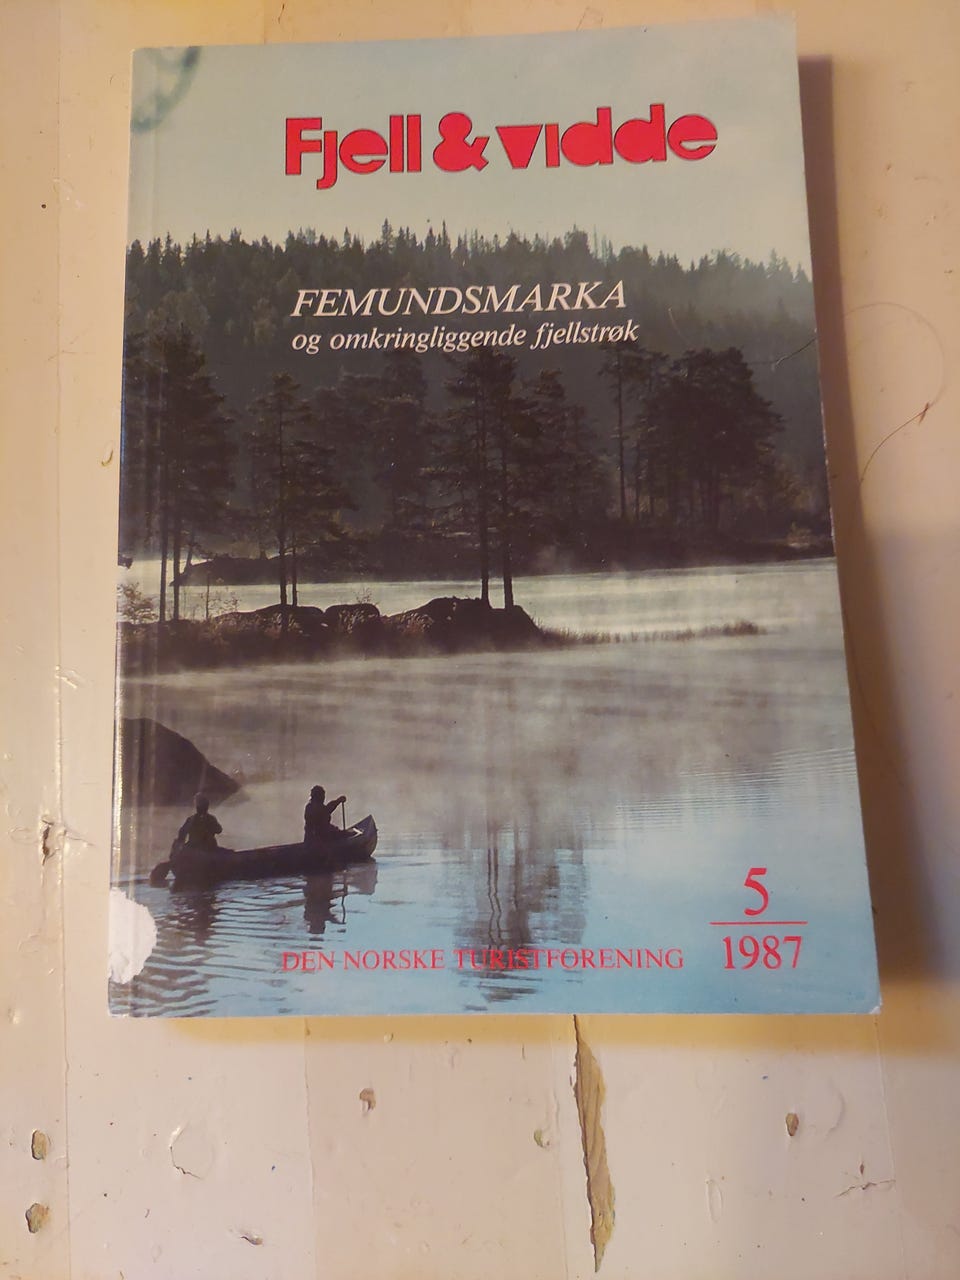 Fjell & vidde
FEMUNDSMARKA
og omkringliggende fjellstrøk
5
DEN NORSKE TURISTFORENING 1987